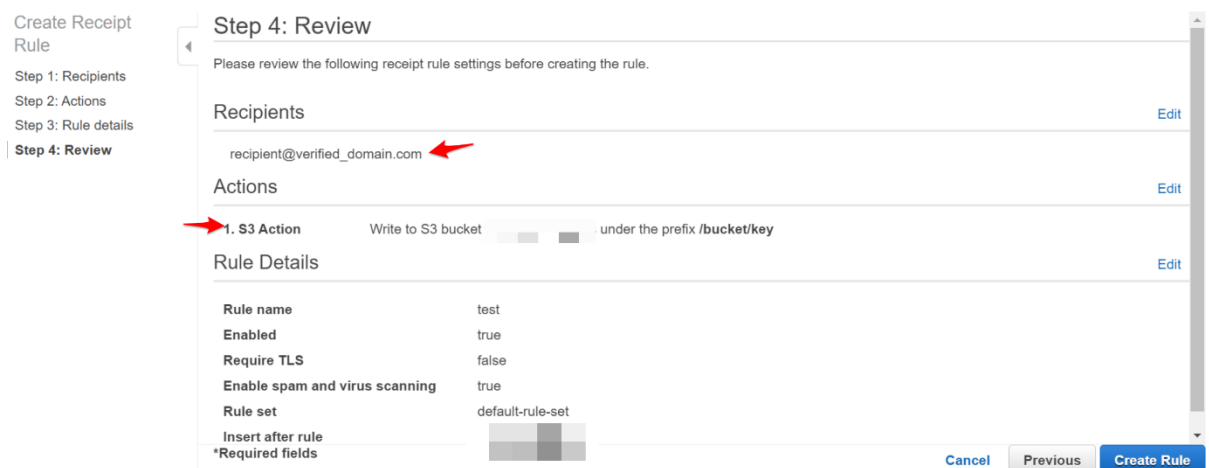 Create Receipt
Rule
Step 1: Recipients
Step 2: Actions
Step 3: Rule details
Step 4: Review
Step 4: Review
Please review the following receipt rule settings before creating the rule.
Recipients Edit
recipient@verified_domain.com
Actions Edit
1. S3 Action Write to S3 bucket under the prefix /bucket/key
Rule Details Edit
Rule name test
Enabled true
Require TLS false
Enable spam and virus scanning true
Rule set default-rule-set
Insert after rule
*Required fields
Cancel Previous Create Rule